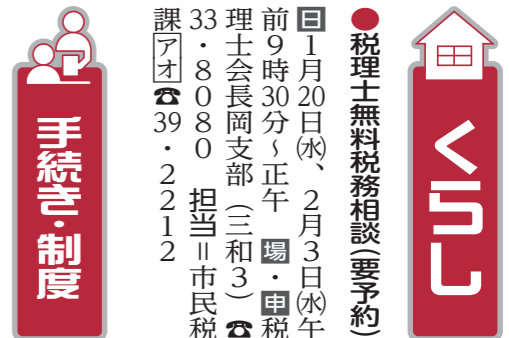 くらし
●税理士無料税務相談(要予約)
日1月20日㈬、2月3日㈬午
前9時30分〜正午 場・申税
理士会長岡支部(三和3)☎
33・8080 担当=市民税
課アオ☎39・2212
手続き・制度